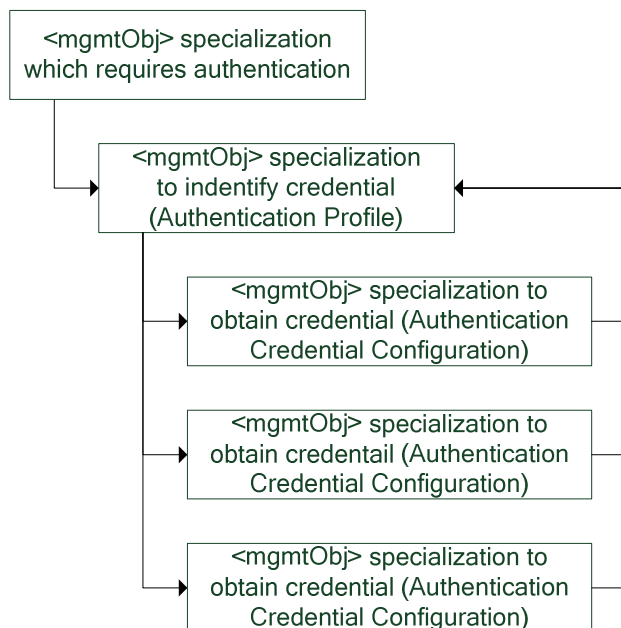 <mgmtObj> specialization
which requires authentication
<mgmtObj> specialization
to indentify credential
(Authentication Profile)
<mgmtObj> specialization to
obtain credential (Authentication
Credential Configuration)
<mgmtObj> specialization to
obtain credentail (Authentication
Credential Configuration)
<mgmtObj> specialization to
obtain credential (Authentication
Credential Configuration)